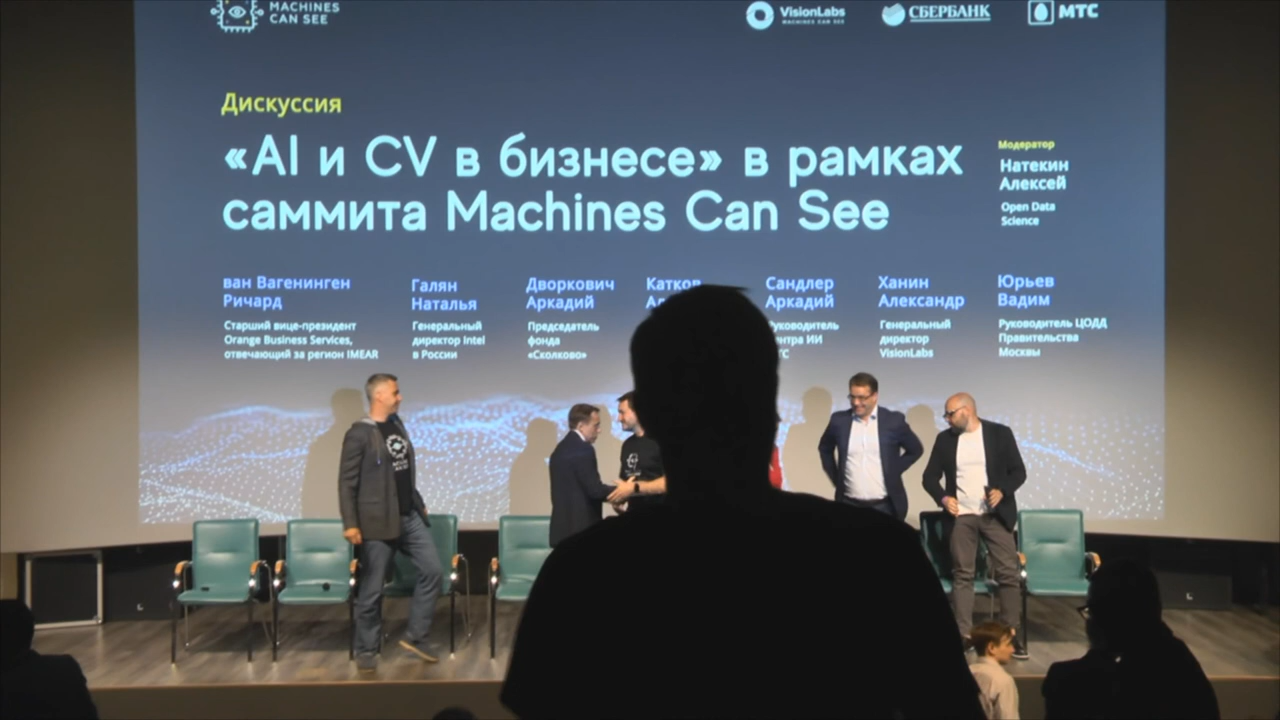 MACHINES
CAN SEE
VisionLabs
MACHINES CAN SEE
СБЕРБАНК
МТС
Дискуссия
«AI и CV в бизнесе» в рамках
саммита Machines Can See
Модератор
Натекин
Алексей
Open Data
Science
ван Вагенинген
Ричард
Старший вице-президент
Orange Business Services,
отвечающий за регион IMEAR
Галян
Наталья
Генеральный
директор Intel
в России
Дворкович
Аркадий
Председатель
фонда
«Сколково»
Катков
Сандлер
Аркадий
Ханин
Александр
Генеральный
директор
VisionLabs
Юрьев
Вадим
Руководитель ЦОДД
Правительства
Москвы